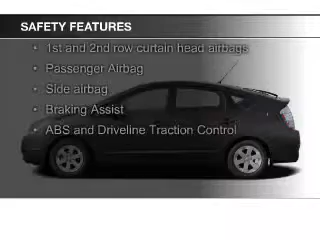 SAFETY FEATURES
• 1st and 2nd row curtain head airbags
• Passenger Airbag
• Side airbag
• Braking Assist
• ABS and Driveline Traction Control